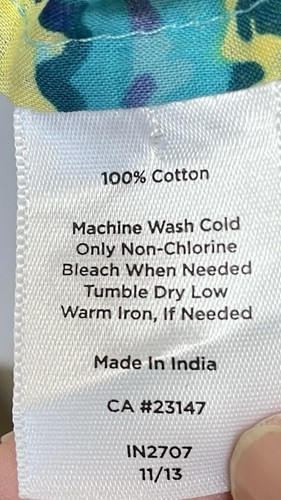 100% Cotton
Machine Wash Cold
Only Non-Chlorine
Bleach When Needed
Tumble Dry Low
Warm Iron, If Needed
Made In India
CA #23147
IN2707
11/13